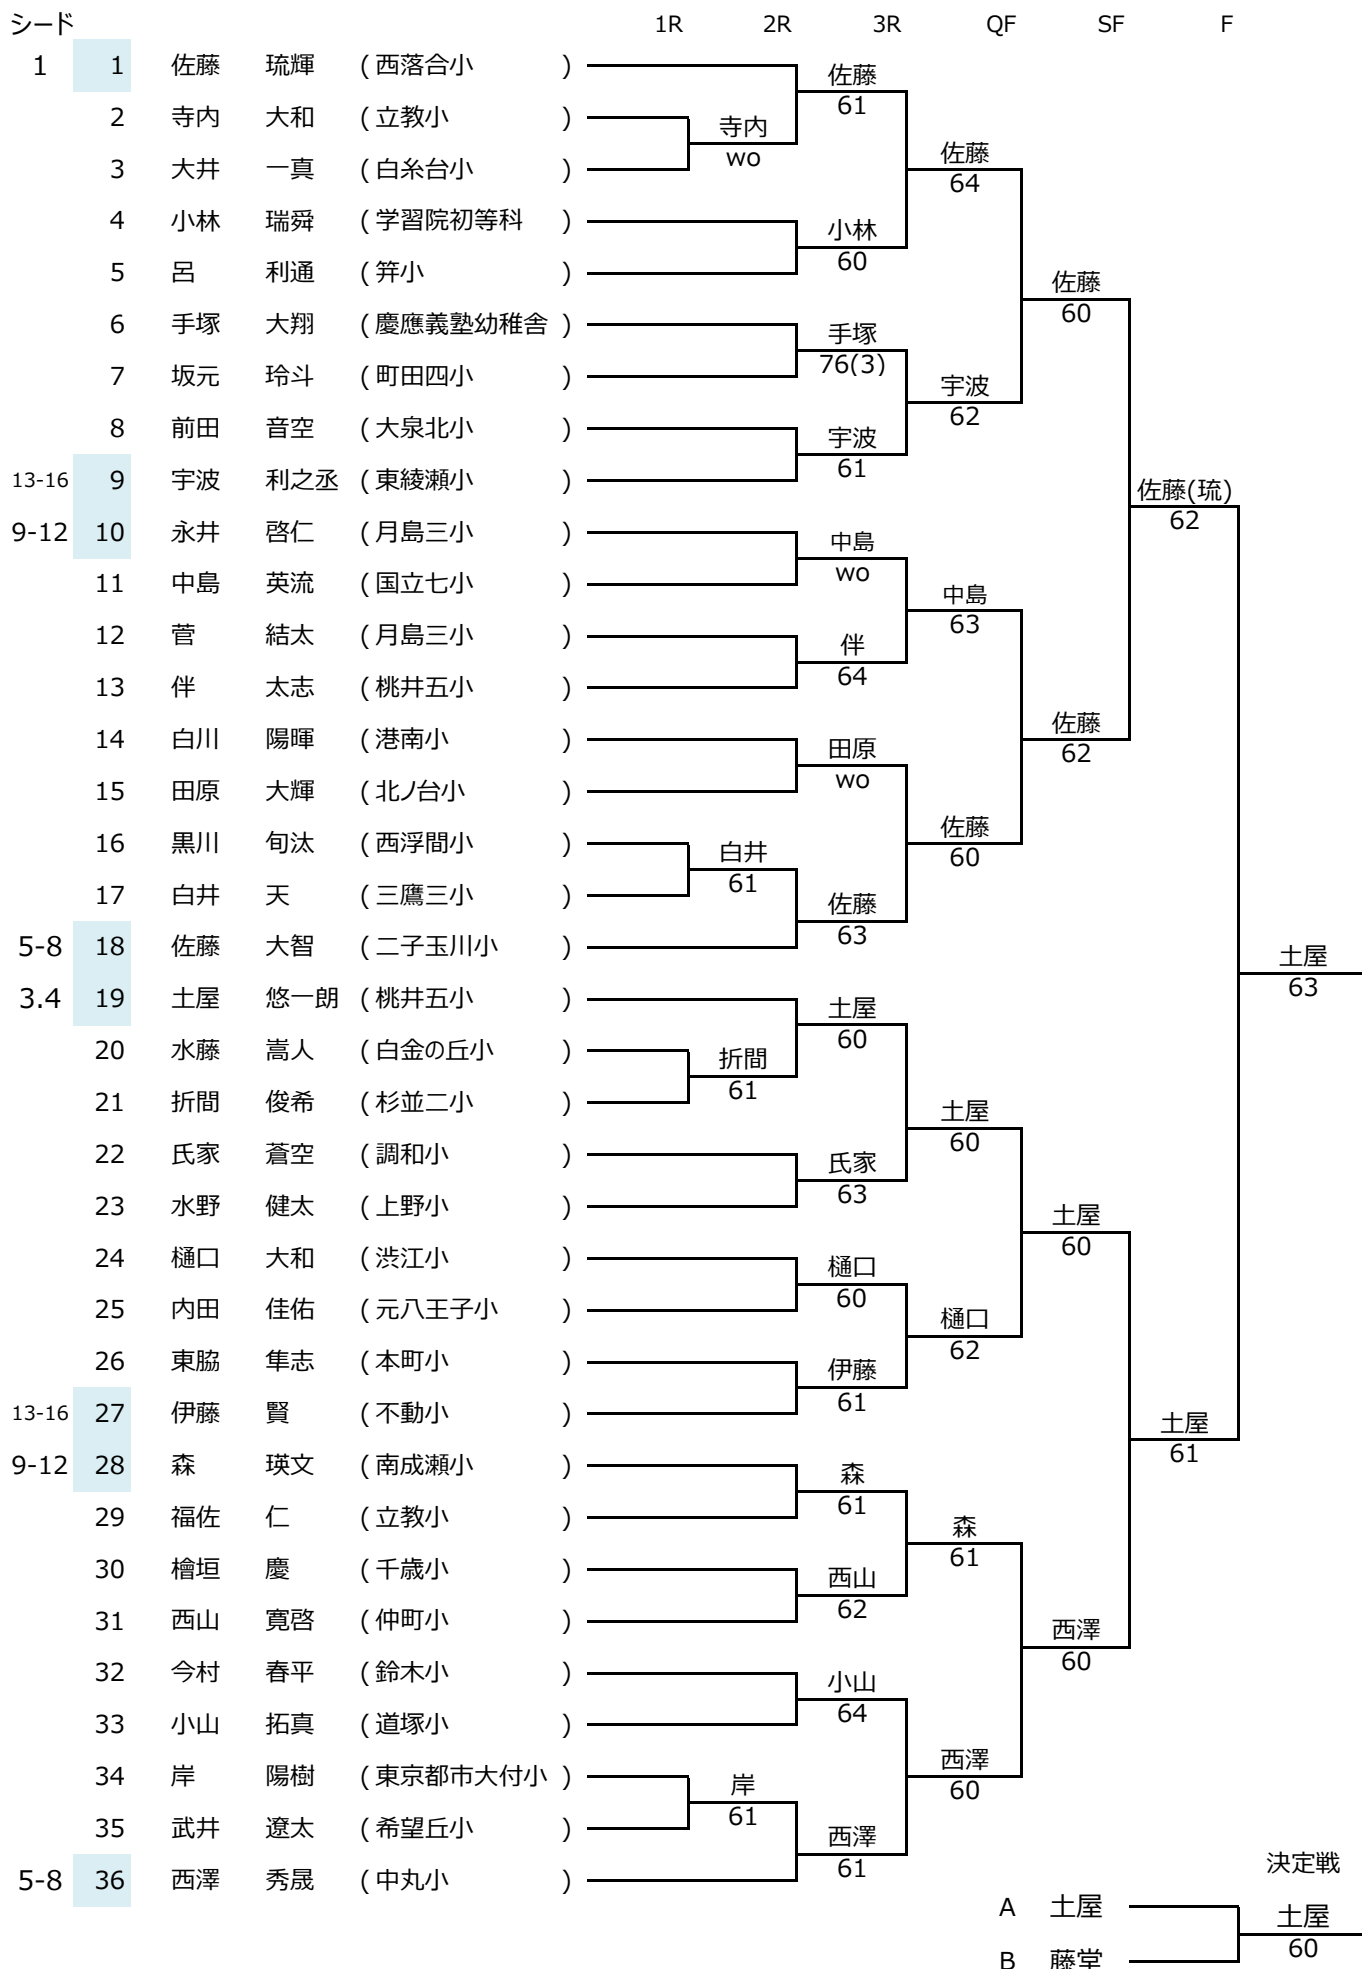 シード 1R 2R 3R QF SF F
1 1 佐藤 琉輝 ( 西落合小 )
佐藤
61
2 寺内 大和 ( 立教小 )
寺内
wo
佐藤
64
3 大井 一真 ( 白糸台小 )
4 小林 瑞舜 ( 学習院初等科 )
小林
60
5 呂 利通 ( 笄小 )
佐藤
60
6 手塚 大翔 ( 慶應義塾幼稚舎 )
手塚
76(3)
7 坂元 玲斗 ( 町田四小 )
宇波
62
8 前田 音空 ( 大泉北小 )
宇波
61
13-16 9 宇波 利之丞 ( 東綾瀬小 )
佐藤(琉)
62
9-12 10 永井 啓仁 ( 月島三小 )
中島
wo
11 中島 英流 ( 国立七小 )
中島
63
12 菅 結太 ( 月島三小 )
伴
64
13 伴 太志 ( 桃井五小 )
佐藤
62
14 白川 陽暉 ( 港南小 )
田原
wo
15 田原 大輝 ( 北ノ台小 )
佐藤
60
16 黒川 旬汰 ( 西浮間小 )
白井
61
17 白井 天 ( 三鷹三小 )
佐藤
63
5-8 18 佐藤 大智 ( 二子玉川小 )
土屋
63
3.4 19 土屋 悠一朗 ( 桃井五小 )
土屋
60
20 水藤 嵩人 ( 白金の丘小 )
折間
61
21 折間 俊希 ( 杉並二小 )
土屋
60
22 氏家 蒼空 ( 調和小 )
氏家
63
23 水野 健太 ( 上野小 )
土屋
60
24 樋口 大和 ( 渋江小 )
樋口
60
25 内田 佳佑 ( 元八王子小 )
樋口
62
26 東脇 隼志 ( 本町小 )
伊藤
61
13-16 27 伊藤 賢 ( 不動小 )
土屋
61
9-12 28 森 瑛文 ( 南成瀬小 )
森
61
29 福佐 仁 ( 立教小 )
森
61
30 檜垣 慶 ( 千歳小 )
西山
62
31 西山 寛啓 ( 仲町小 )
西澤
60
32 今村 春平 ( 鈴木小 )
小山
64
33 小山 拓真 ( 道塚小 )
西澤
60
34 岸 陽樹 ( 東京都市大付小 )
岸
61
35 武井 遼太 ( 希望丘小 )
西澤
61
5-8 36 西澤 秀晟 ( 中丸小 )
決定戦
A 土屋
土屋
60
B 藤堂